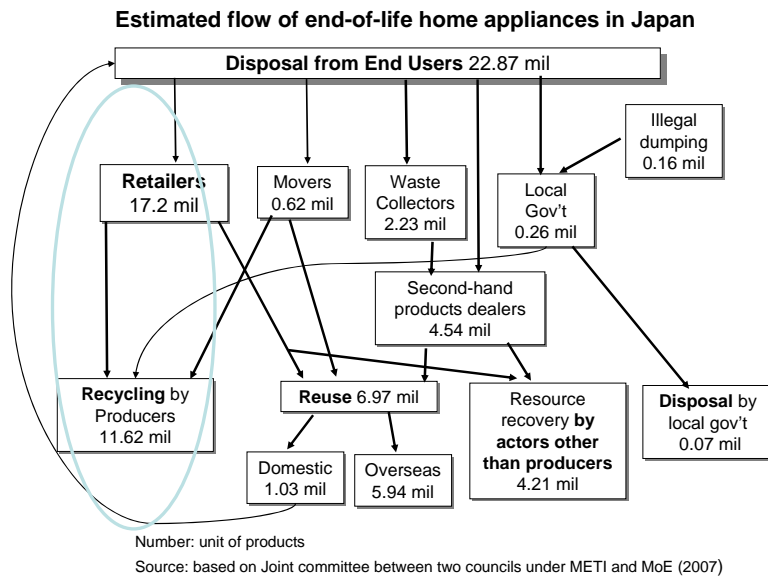 Estimated flow of end-of-life home appliances in Japan
Disposal from End Users 22.87 mil
Illegal
dumping
0.16 mil
Retailers
17.2 mil
Movers
0.62 mil
Waste
Collectors
2.23 mil
Local
Gov't
0.26 mil
Second-hand
products dealers
4.54 mil
Recycling by
Producers
11.62 mil
Reuse 6.97 mil
Resource
recovery by
actors other
than producers
4.21 mil
Disposal by
local gov't
0.07 mil
Domestic
1.03 mil
Overseas
5.94 mil
Number: unit of products
Source: based on Joint committee between two councils under METI and MoE (2007)